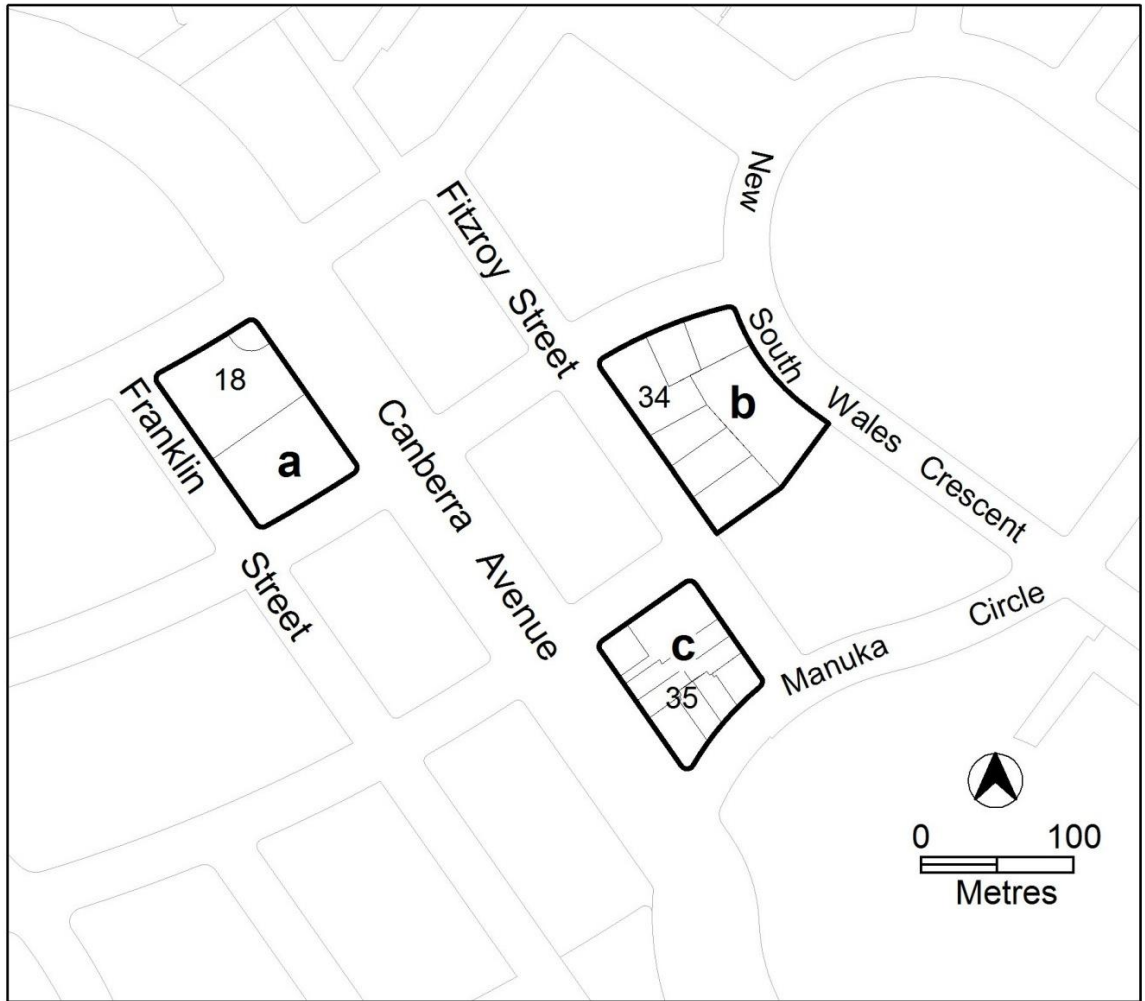 New
South
Wales
Crescent
Fitzroy Street
34
b
18
a
Franklin
Street
Canberra Avenue
c
35
Manuka Circle
0 100
Metres